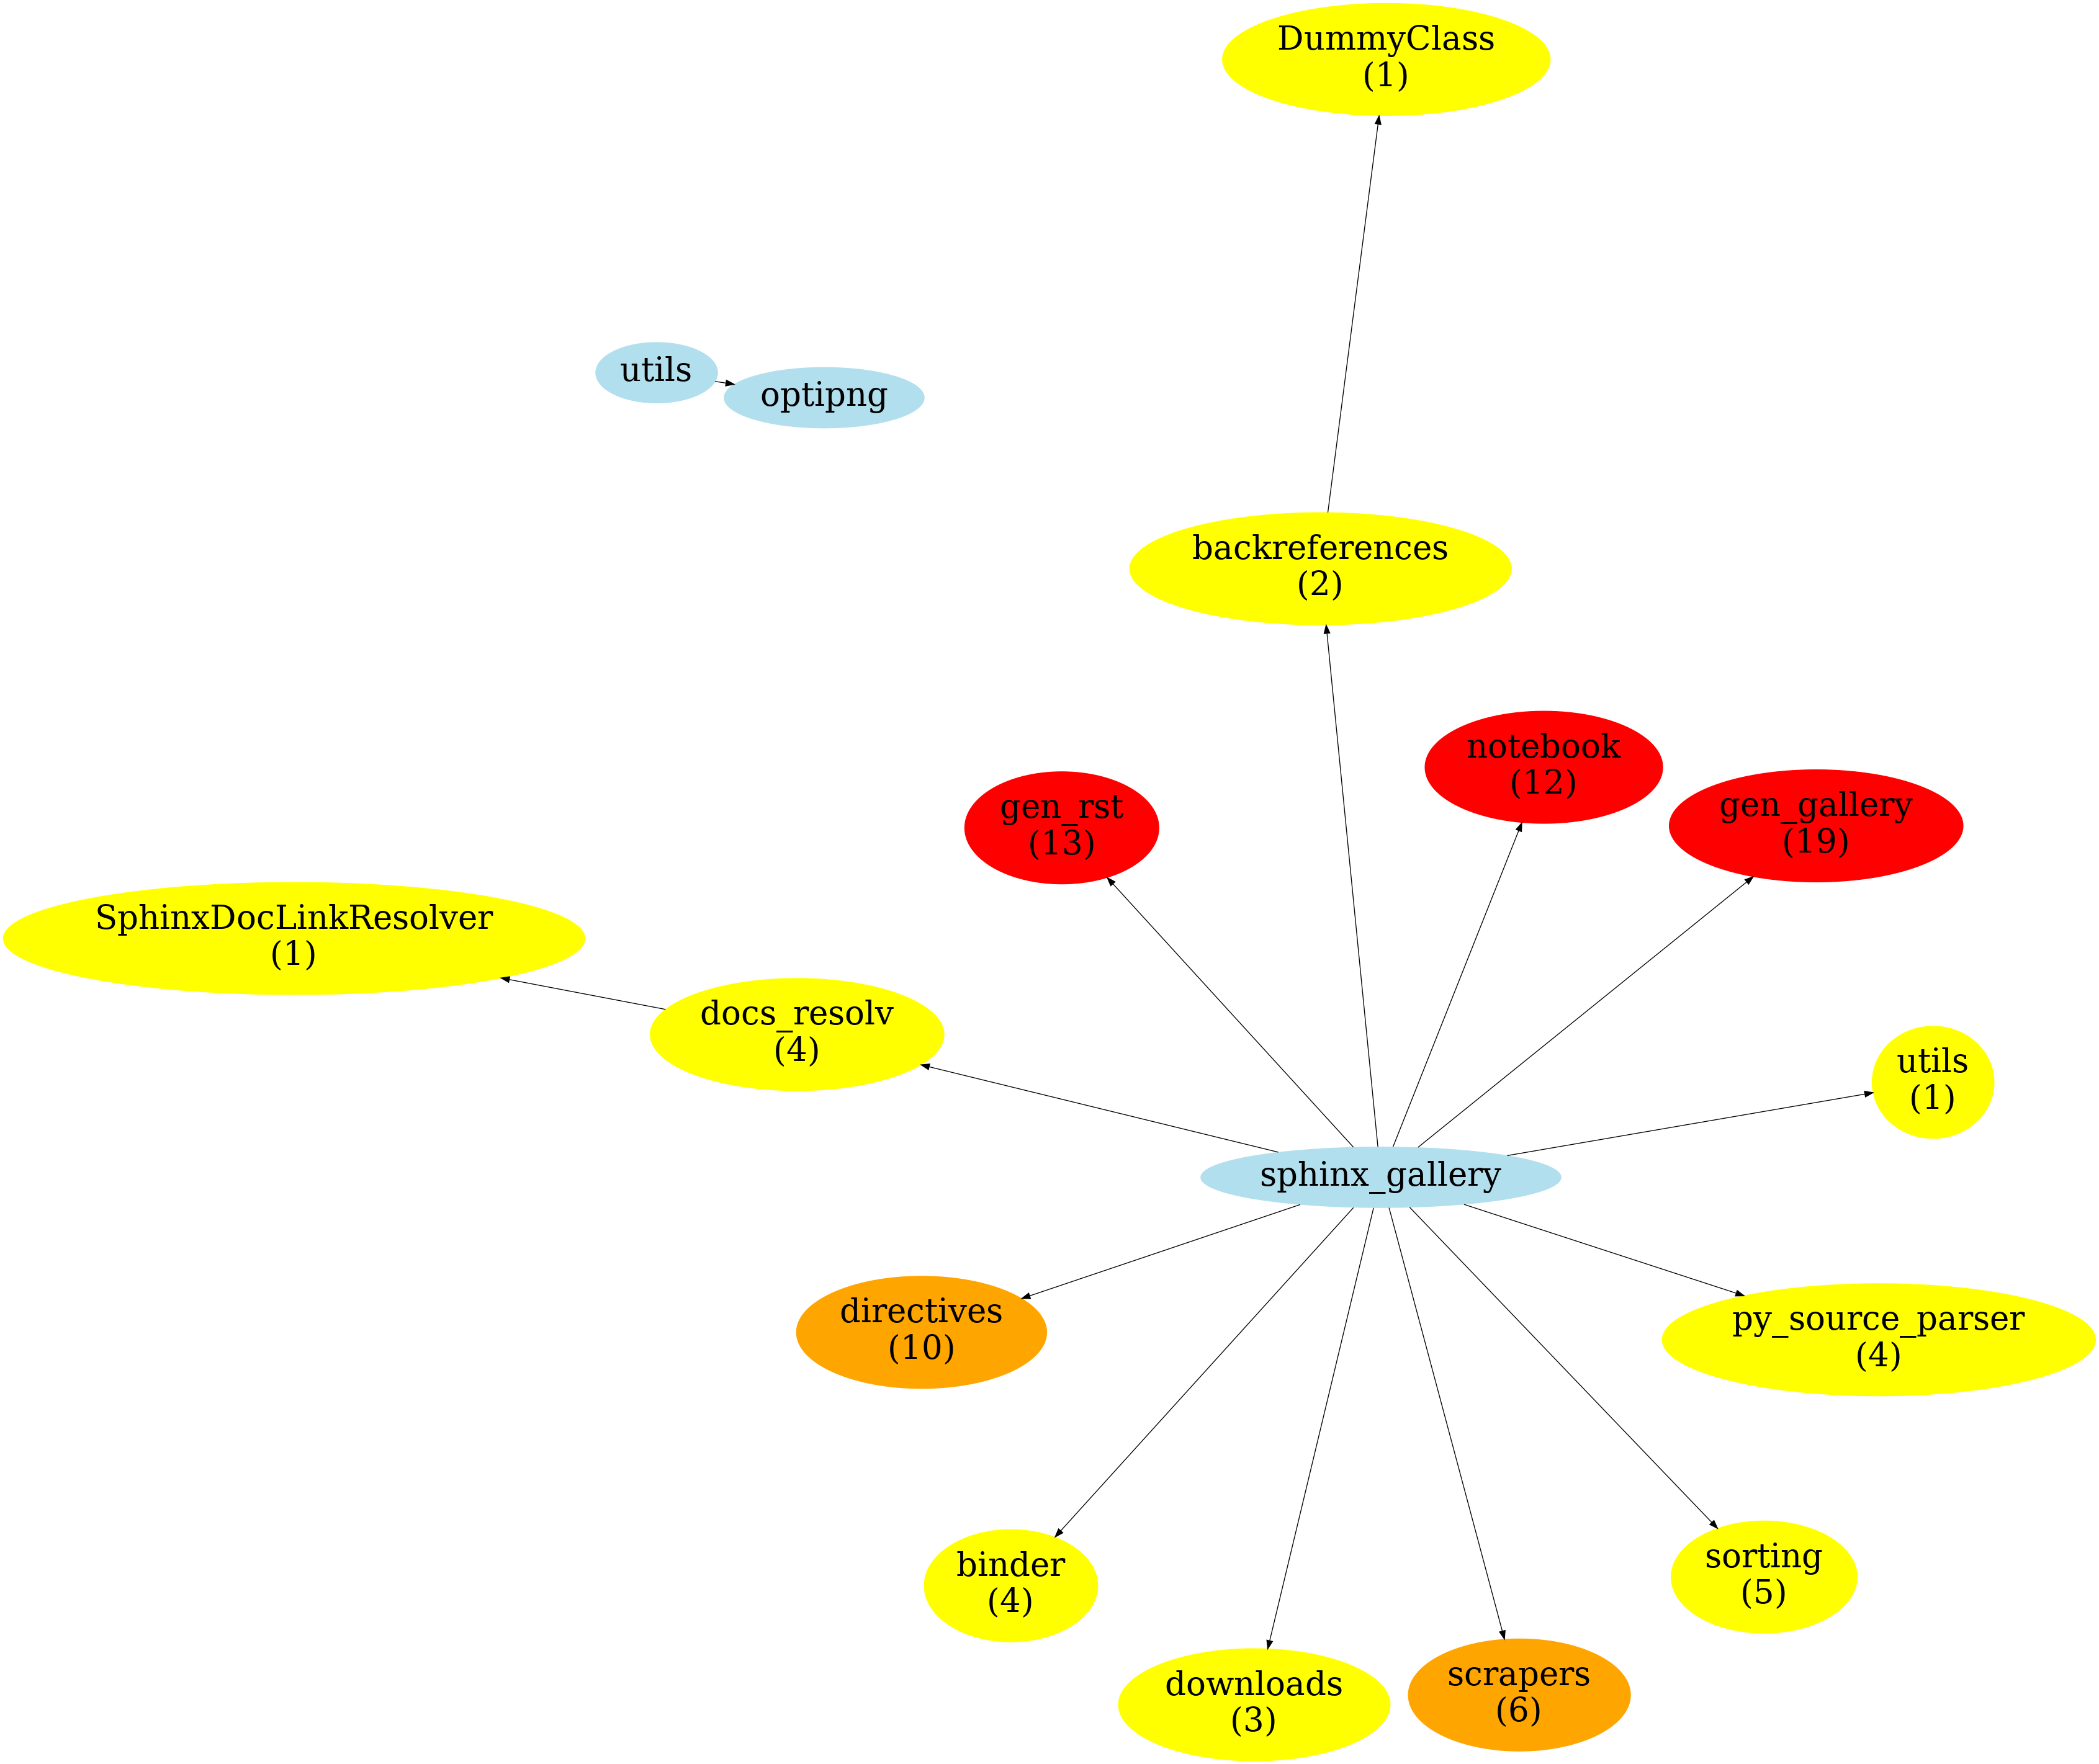 DummyClass
(1)
utils
optipng
backreferences
(2)
notebook
(12)
gen_rst
(13)
gen_gallery
(19)
SphinxDocLinkResolver
(1)
docs_resolv
(4)
utils
(1)
sphinx_gallery
directives
(10)
py_source_parser
(4)
binder
(4)
sorting
(5)
downloads
(3)
scrapers
(6)